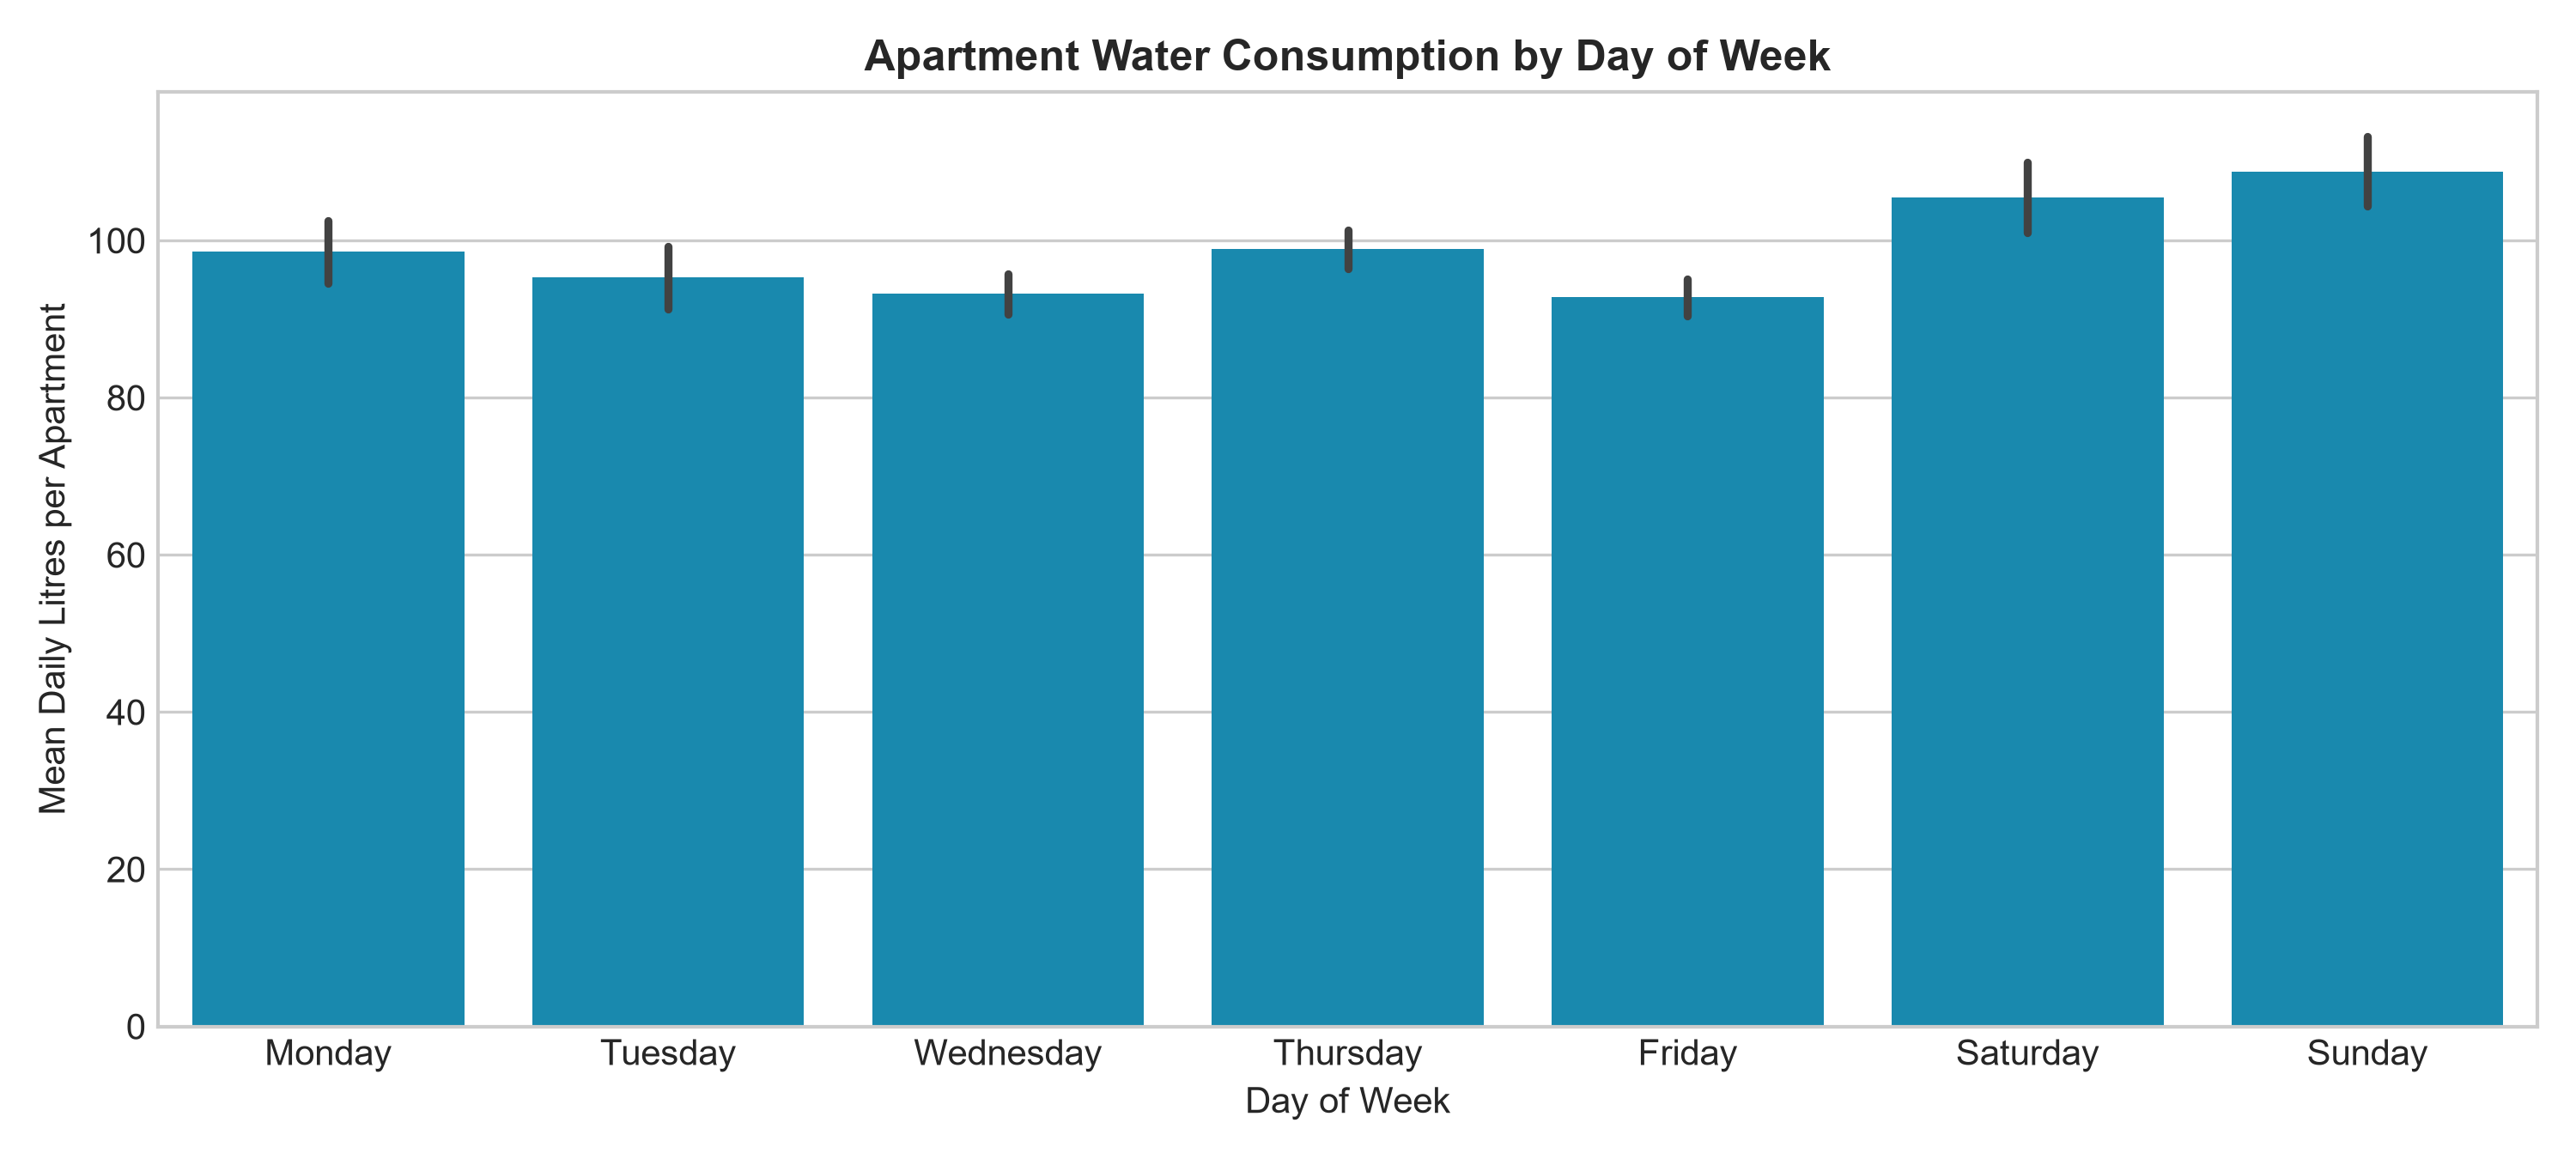 Apartment Water Consumption by Day of Week
Mean Daily Litres per Apartment
100
80
60
40
20
0
Monday Tuesday Wednesday Thursday Friday Saturday Sunday
Day of Week